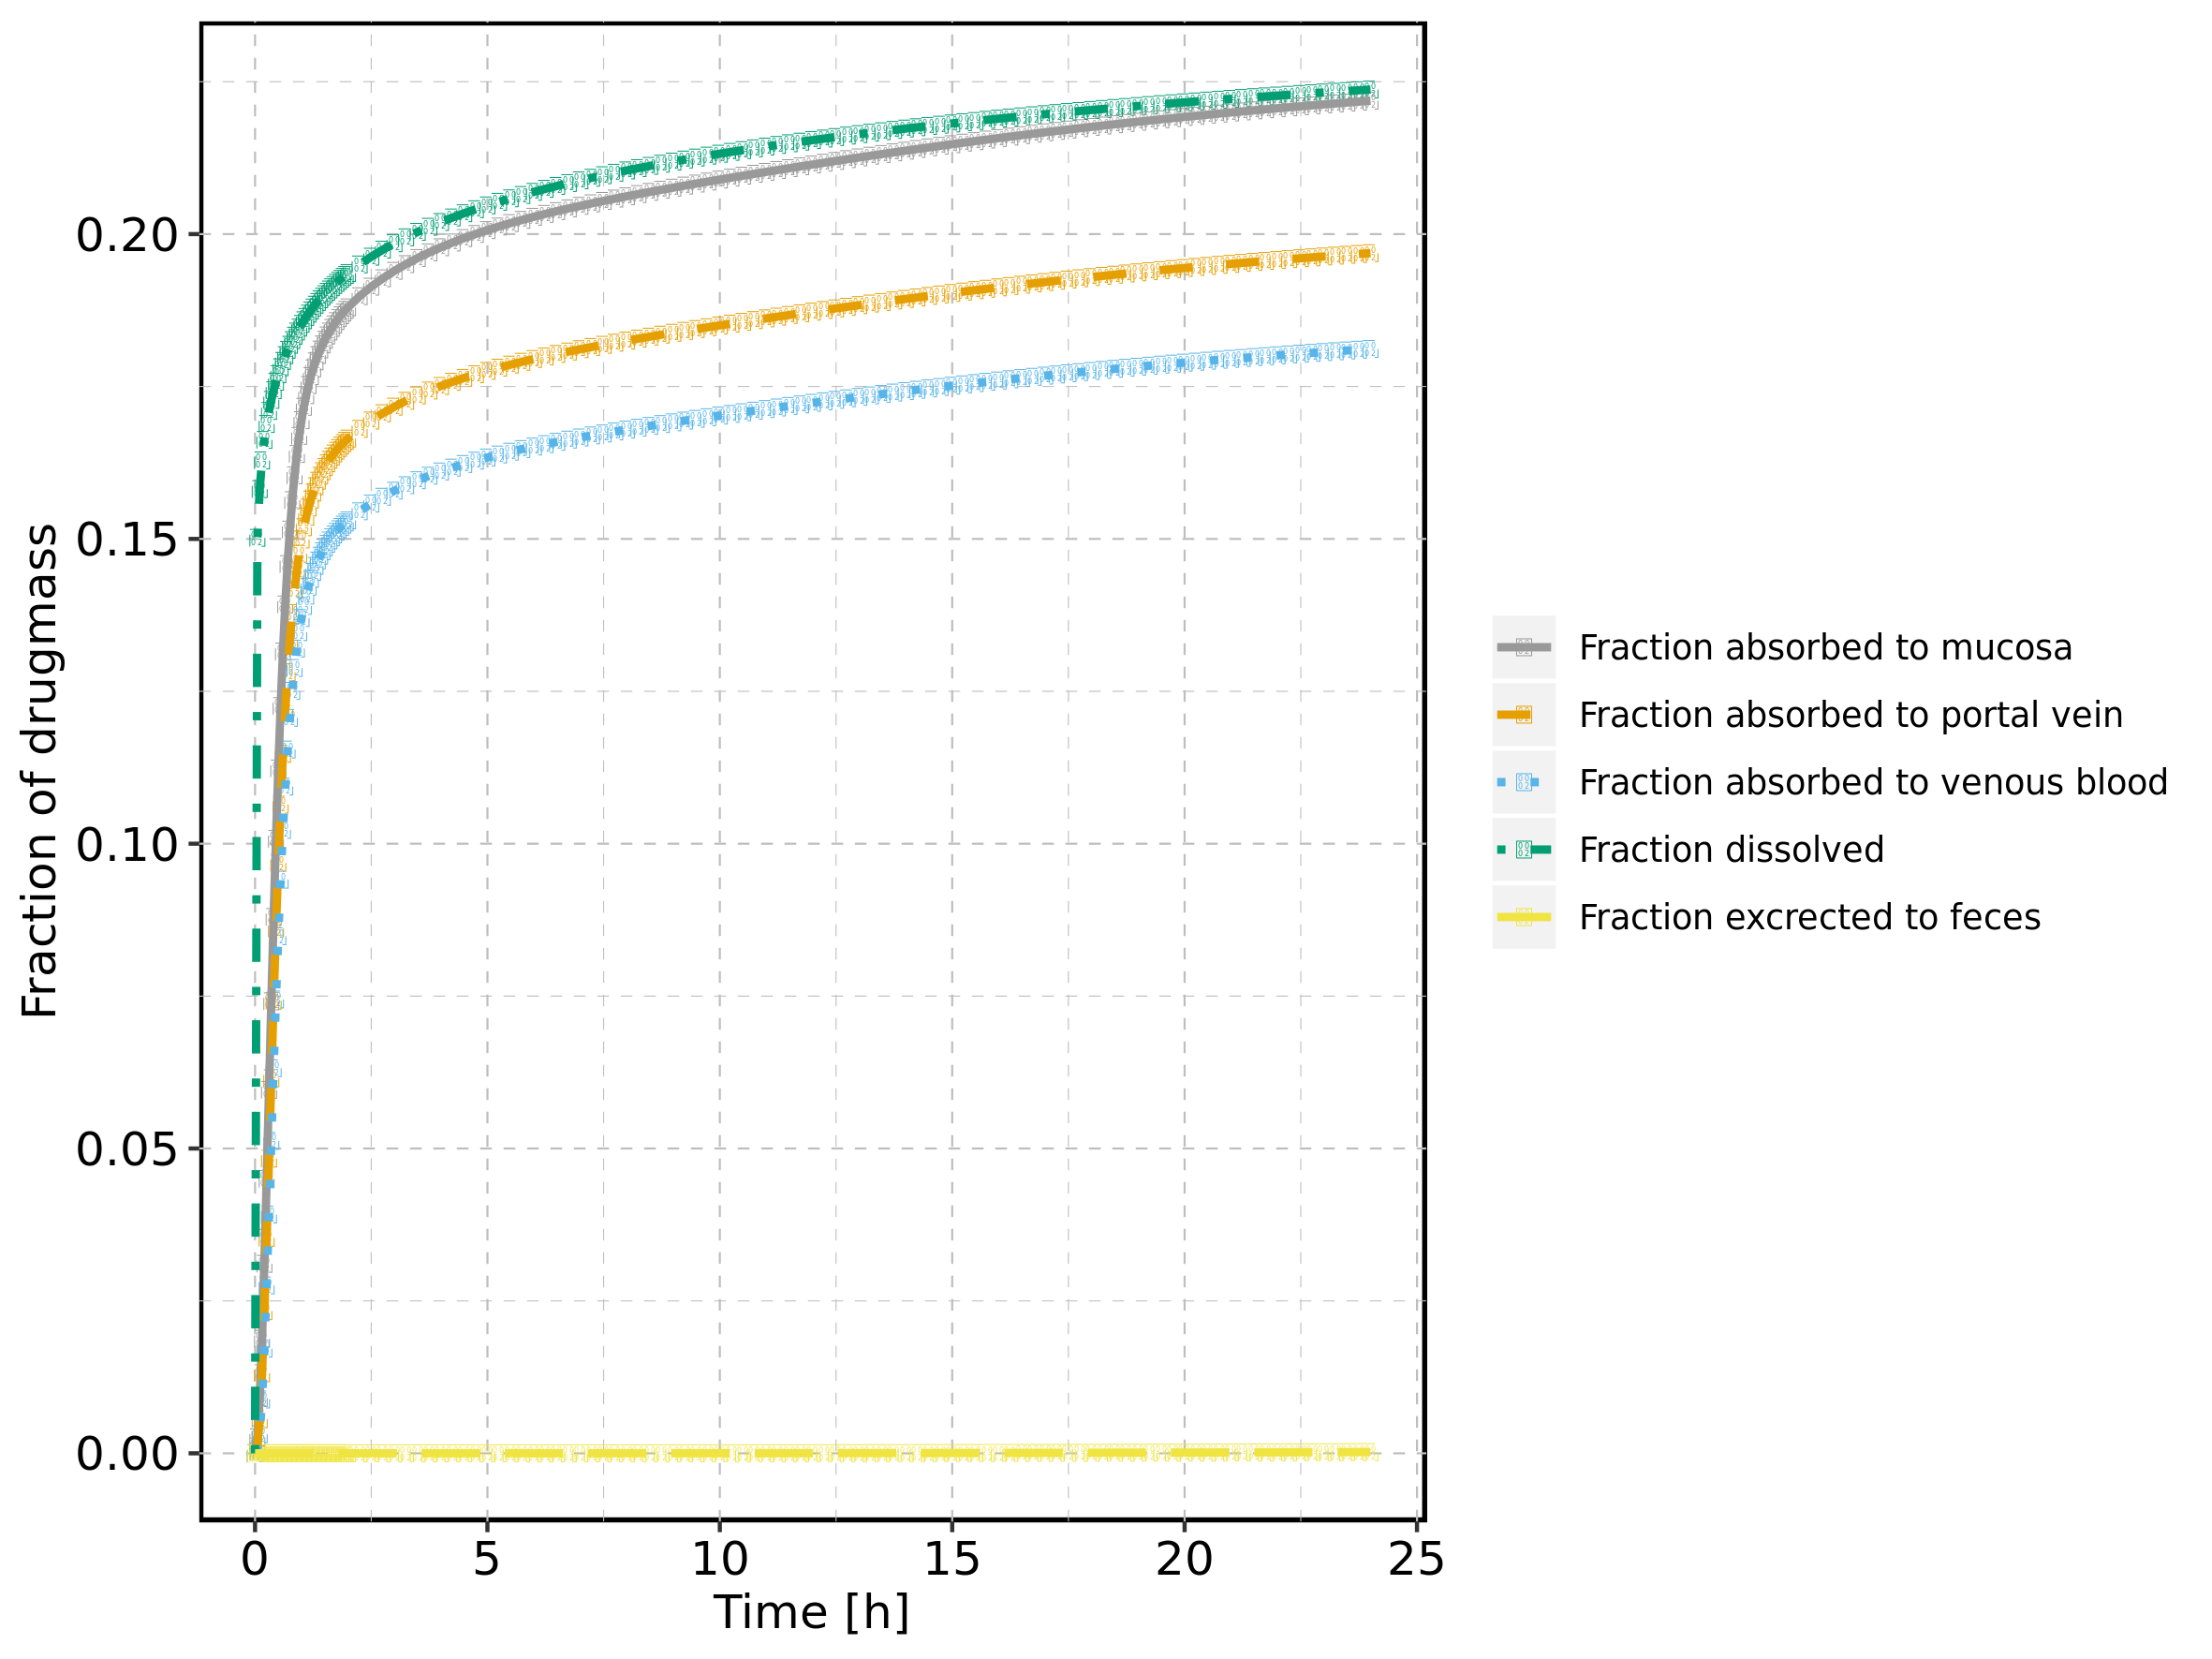 Fraction of drugmass
0.20
0.15
0.10
0.05
0.00
0 5 10 15 20 25
Time [h]
Fraction absorbed to mucosa
Fraction absorbed to portal vein
Fraction absorbed to venous blood
Fraction dissolved
Fraction excrected to feces